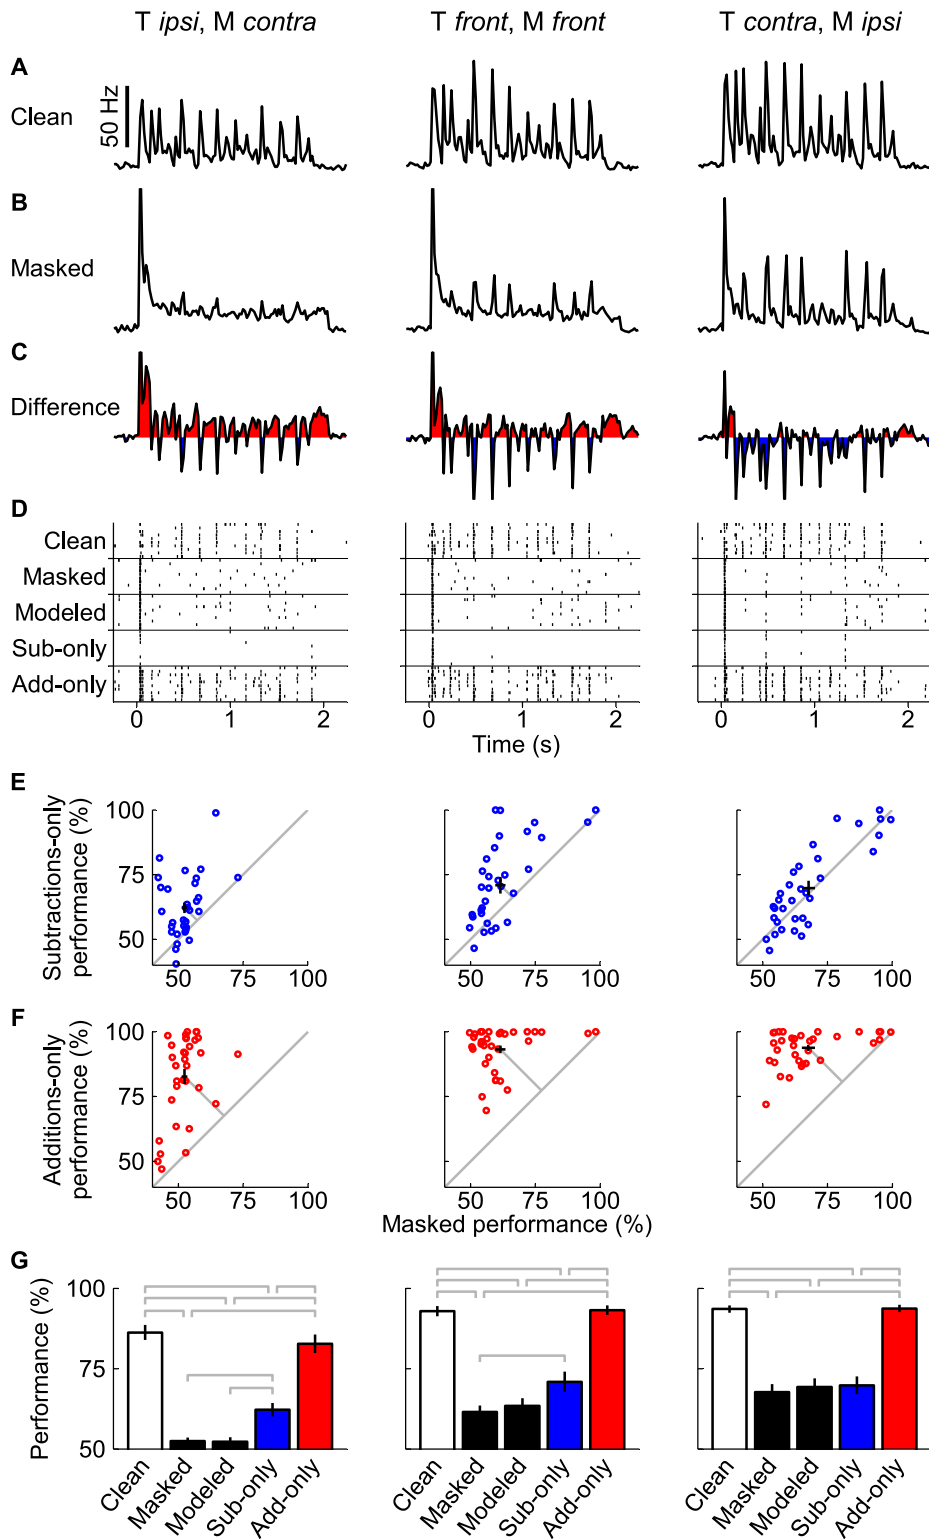 T ipsi, M contra
T front, M front
T contra, M ipsi
A
Clean
50 Hz
B
Masked
C
Difference
D
Clean
Masked
Modeled
Sub-only
Add-only
0 1 2
0 1 2
0 1 2
Time (s)
E
Subtractions-only
performance (%)
100
75
50
50 75 100
50 75 100
50 75 100
F
Additions-only
performance (%)
100
75
50
50 75 100
50 75 100
50 75 100
Masked performance (%)
G
Performance (%)
100
75
50
Clean
Masked
Modeled
Sub-only
Add-only
Clean
Masked
Modeled
Sub-only
Add-only
Clean
Masked
Modeled
Sub-only
Add-only